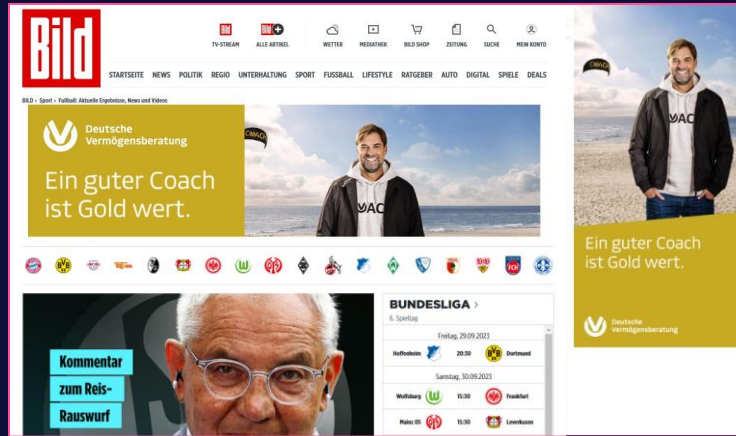 Bild
TV-STREAM
ALLE ARTIKEL
WETTER
MEDIATHEK
BILD SHOP
ZEITUNG
SUCHE
MEIN KONTO
STARTSEITE NEWS POLITIK REGIO UNTERHALTUNG SPORT FUSSBALL LIFESTYLE RATGEBER AUTO DIGITAL SPIELE DEALS
BILD › Sport › Fußball: Aktuelle Ergebnisse, News und Videos
Deutsche
Vermögensberatung
Ein guter Coach
ist Gold wert.
Kommentar
zum Reis-
Rauswurf
BUNDESLIGA >
6. Spieltag
Freitag, 29.09.2023
Hoffenheim 20:30 Dortmund
Samstag, 30.09.2023
Wolfsburg 15:30 Frankfurt
Mainz 05 15:30 Leverkusen
Ein guter Coach
ist Gold wert.
Deutsche
Vermögensberatung